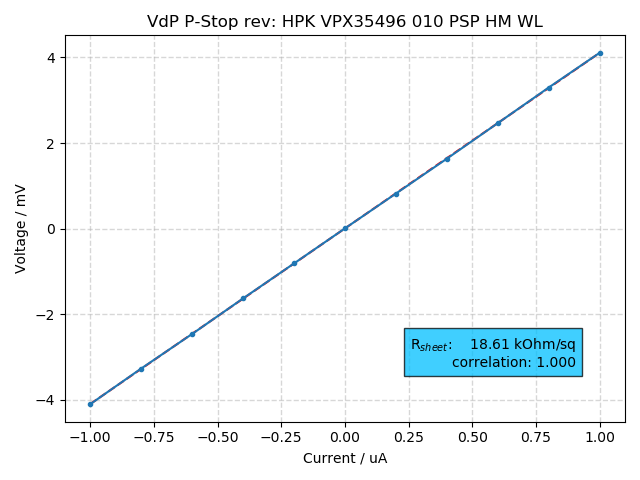 VdP P-Stop rev: HPK VPX35496 010 PSP HM WL
4
2
0
−2
−4
Voltage / mV
R_sheet: 18.61 kOhm/sq
correlation: 1.000
−1.00 −0.75 −0.50 −0.25 0.00 0.25 0.50 0.75 1.00
Current / uA